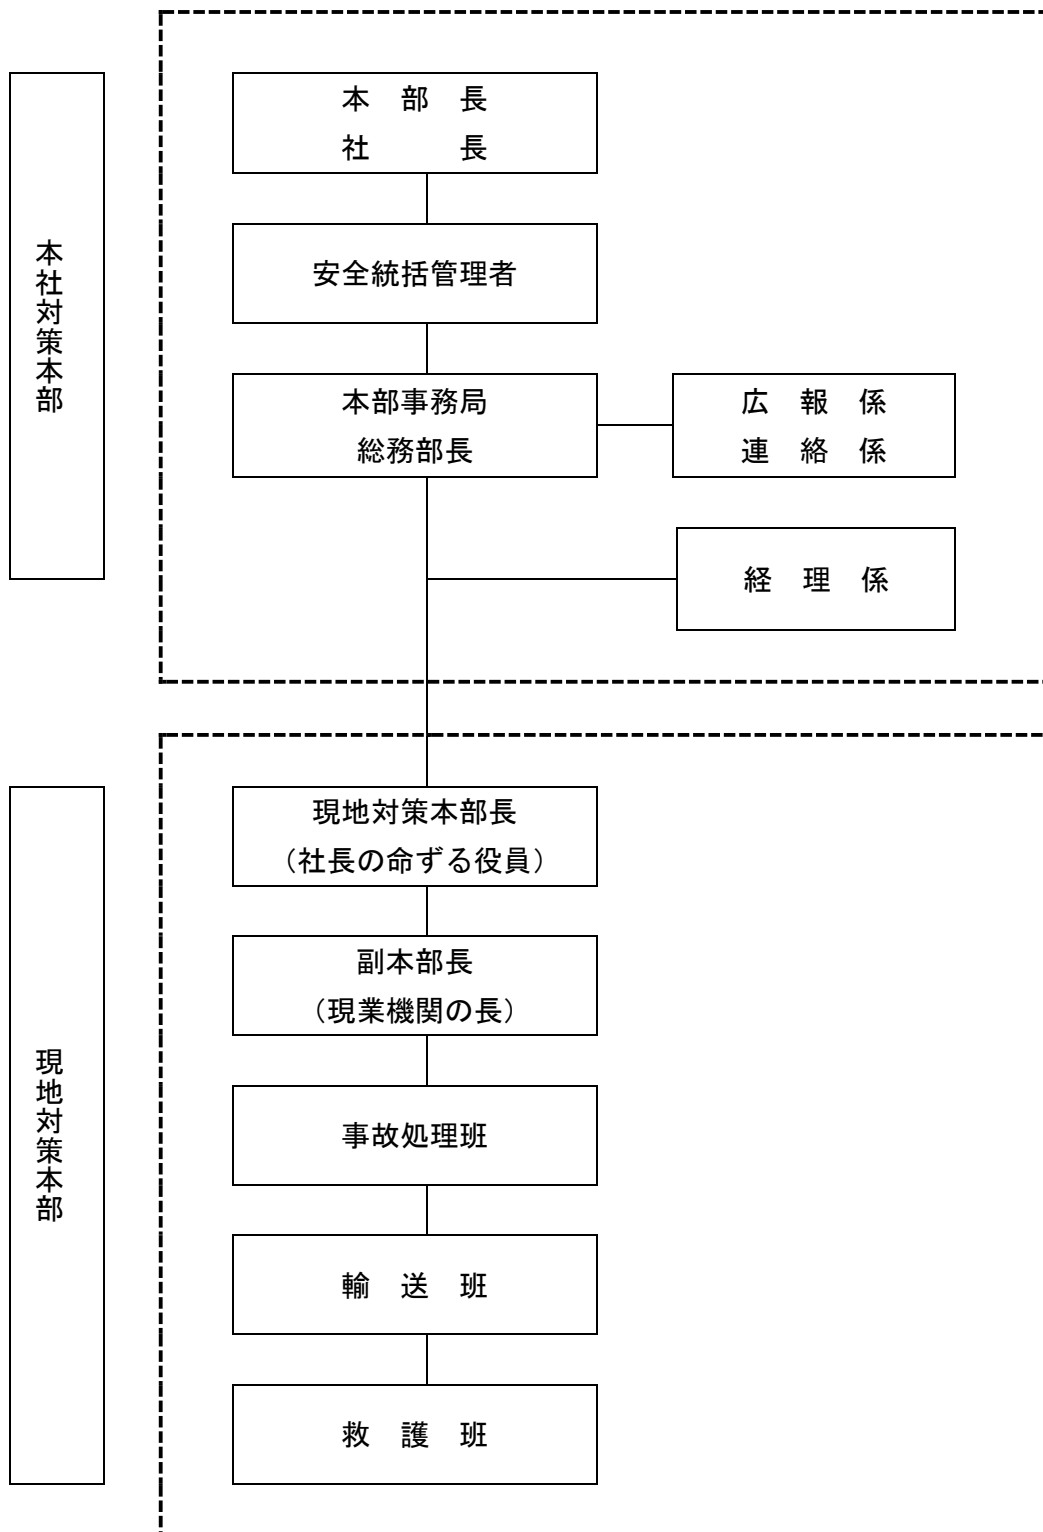 本社対策本部
本　部　長
社　　　長
安全統括管理者
本部事務局
総務部長
広　報　係
連　絡　係
経　理　係
現地対策本部
現地対策本部長
（社長の命ずる役員）
副本部長
（現業機関の長）
事故処理班
輸　送　班
救　護　班